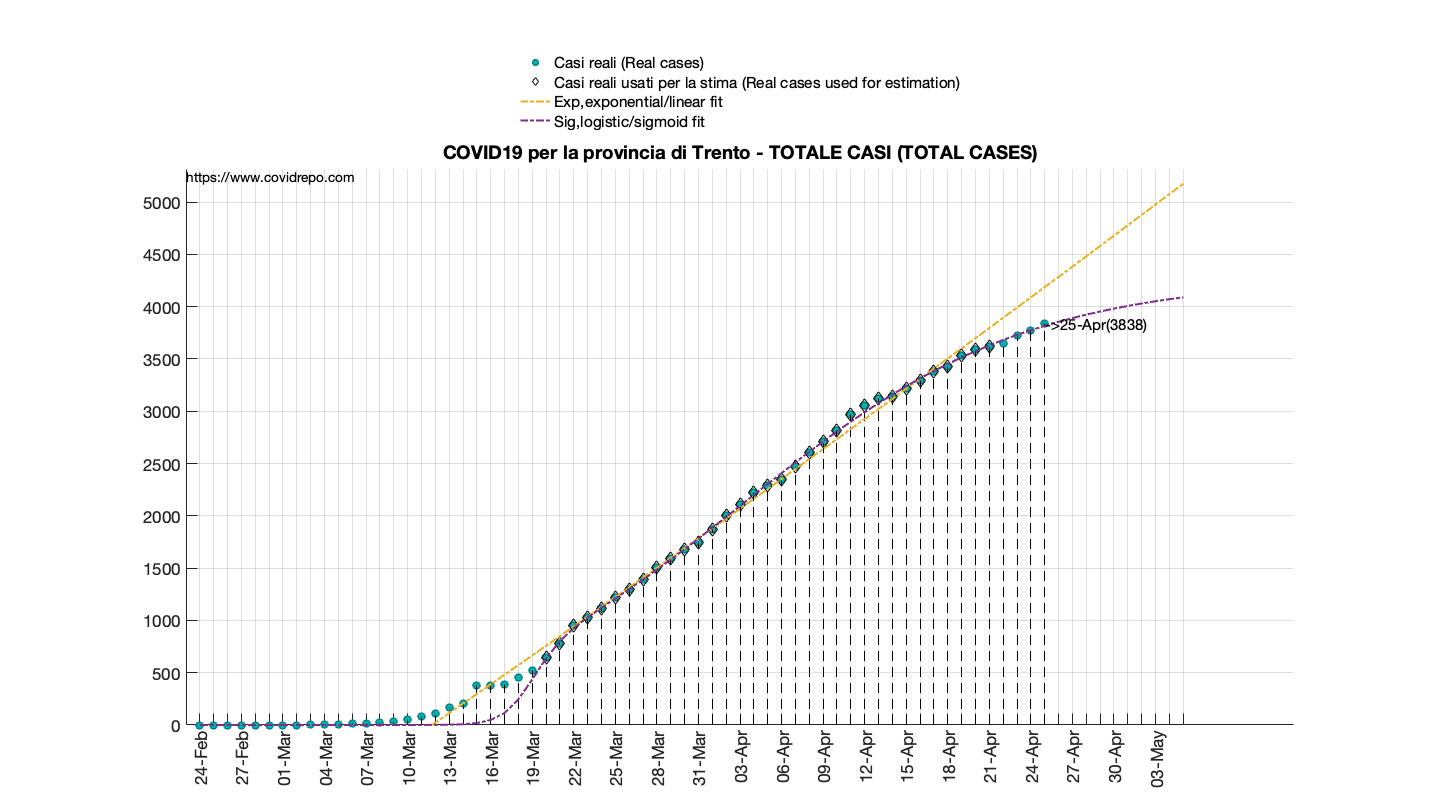 Casi reali (Real cases)
Casi reali usati per la stima (Real cases used for estimation)
Exp,exponential/linear fit
Sig,logistic/sigmoid fit
COVID19 per la provincia di Trento - TOTALE CASI (TOTAL CASES)
https://www.covidrepo.com
5000
4500
4000
3500
3000
2500
2000
1500
1000
500
0
>25-Apr(3838)
24-Feb
27-Feb
01-Mar
04-Mar
07-Mar
10-Mar
13-Mar
16-Mar
19-Mar
22-Mar
25-Mar
28-Mar
31-Mar
03-Apr
06-Apr
09-Apr
12-Apr
15-Apr
18-Apr
21-Apr
24-Apr
27-Apr
30-Apr
03-May